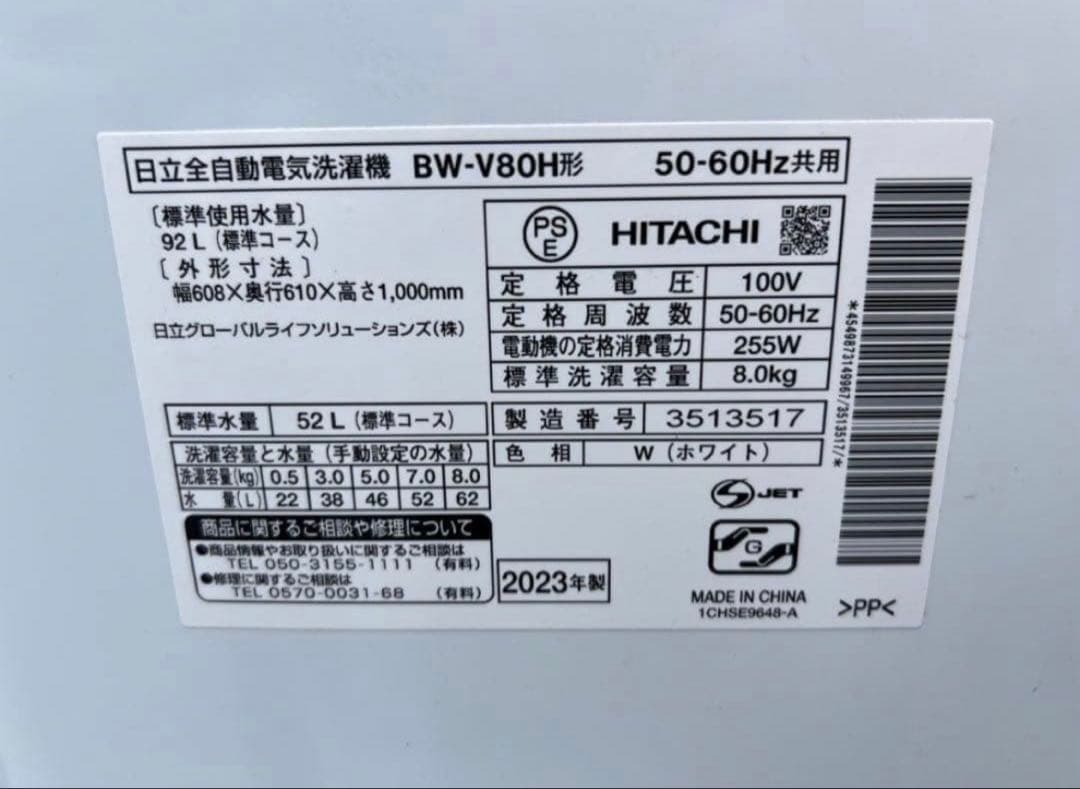 日立全自動電気洗濯機 BW-V80H形 50-60Hz共用
〔標準使用水量〕
92 L (標準コース)
〔外形寸法〕
幅608×奥行610×高さ1,000mm
日立グローバルライフソリューションズ(株)
PS
E
HITACHI
定格電圧 100V
定格周波数 50-60Hz
電動機の定格消費電力 255W
標準洗濯容量 8.0kg
標準水量 52 L (標準コース)
製造番号 3513517
洗濯容量と水量 (手動設定の水量)
洗濯容量(kg) 0.5 3.0 5.0 7.0 8.0
水量(L) 22 38 46 52 62
色相 W (ホワイト)
商品に関するご相談や修理について
●商品情報やお取り扱いに関するご相談は
TEL 050-3155-1111 (有料)
●修理に関するご相談は
TEL 0570-0031-68 (有料)
2023年製
S JET
G
MADE IN CHINA
1CHSE9648-A
>PP<
*4549873149967/3513517/*